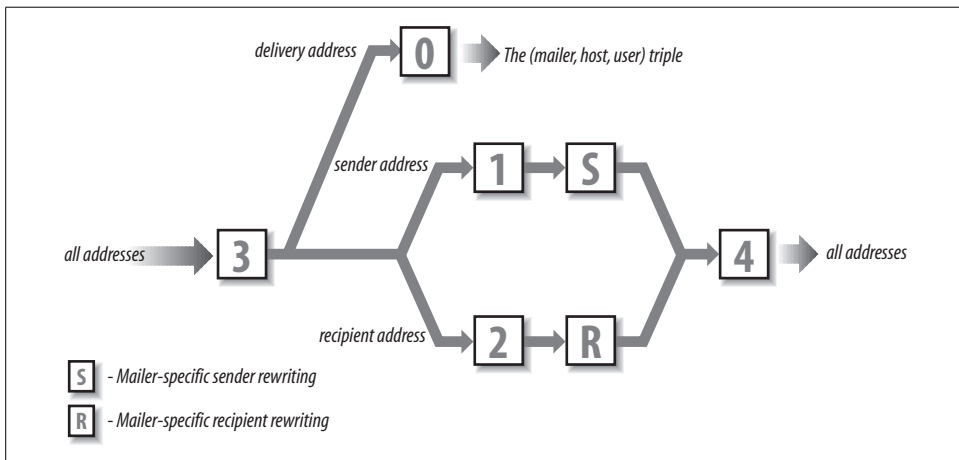 delivery address
0
The (mailer, host, user) triple
sender address
1
S
all addresses
3
4
all addresses
recipient address
2
R
S - Mailer-specific sender rewriting
R - Mailer-specific recipient rewriting